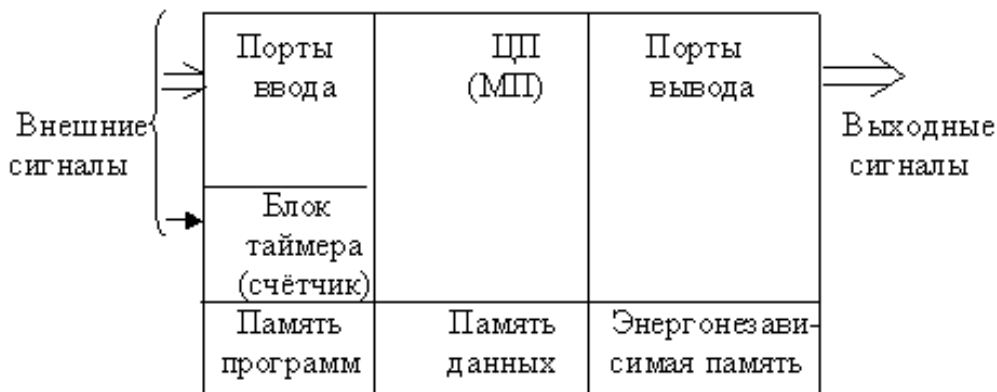 Внешние
сигналы
Порты
ввода
Блок
таймера
(счётчик)
ЦП
(МП)
Порты
вывода
Выходные
сигналы
Память
программ
Память
данных
Энергонезави-
симая память